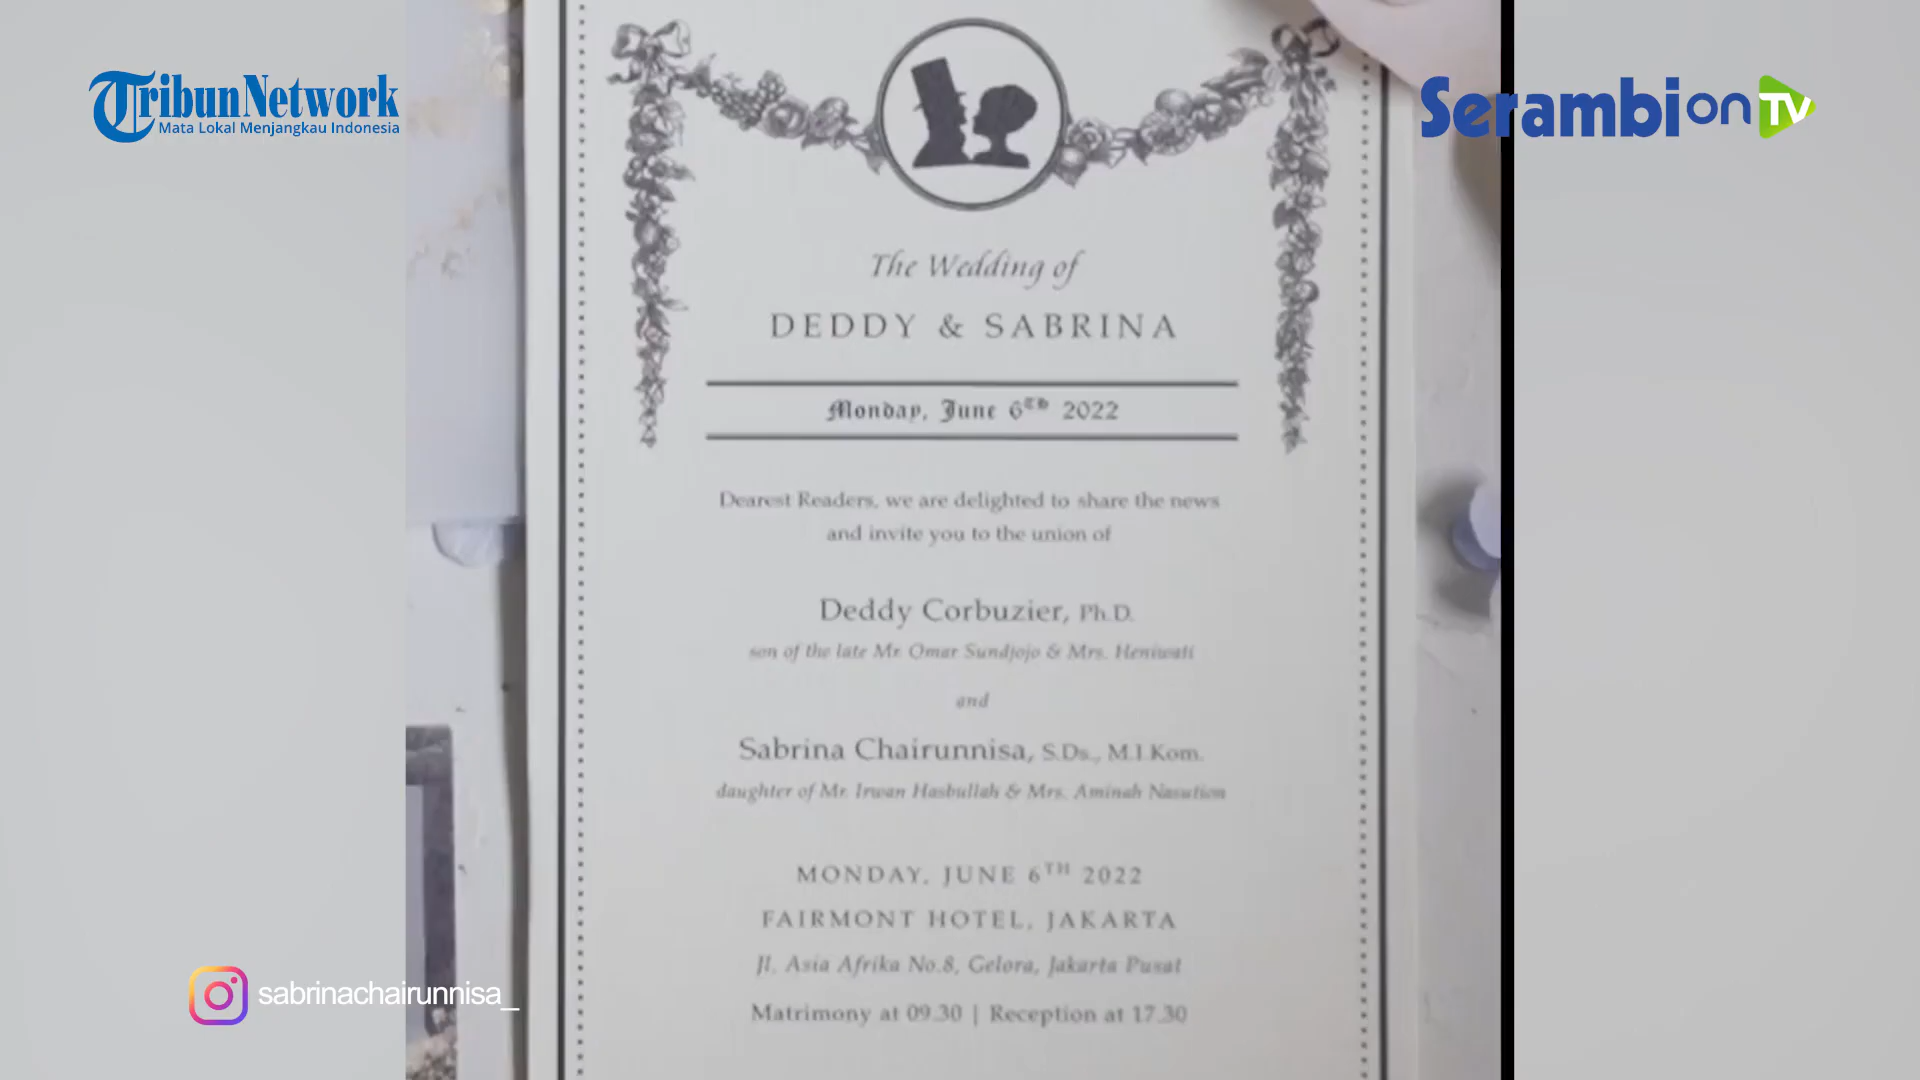 TribunNetwork
Mata Lokal Menjangkau Indonesia
Serambi on TV
The Wedding of
DEDDY & SABRINA
Monday, June 6Th 2022
Dearest Readers, we are delighted to share the news
and invite you to the union of
Deddy Corbuzier, Ph.D.
son of the late Mr. Omar Sundjojo & Mrs. Heniwati
and
Sabrina Chairunnisa, S.Ds., M.I.Kom.
daughter of Mr. Irwan Hasbullah & Mrs. Aminah Nasution
MONDAY, JUNE 6TH 2022
FAIRMONT HOTEL, JAKARTA
Jl. Asia Afrika No.8, Gelora, Jakarta Pusat
Matrimony at 09.30 | Reception at 17.30
sabrinachairunnisa_